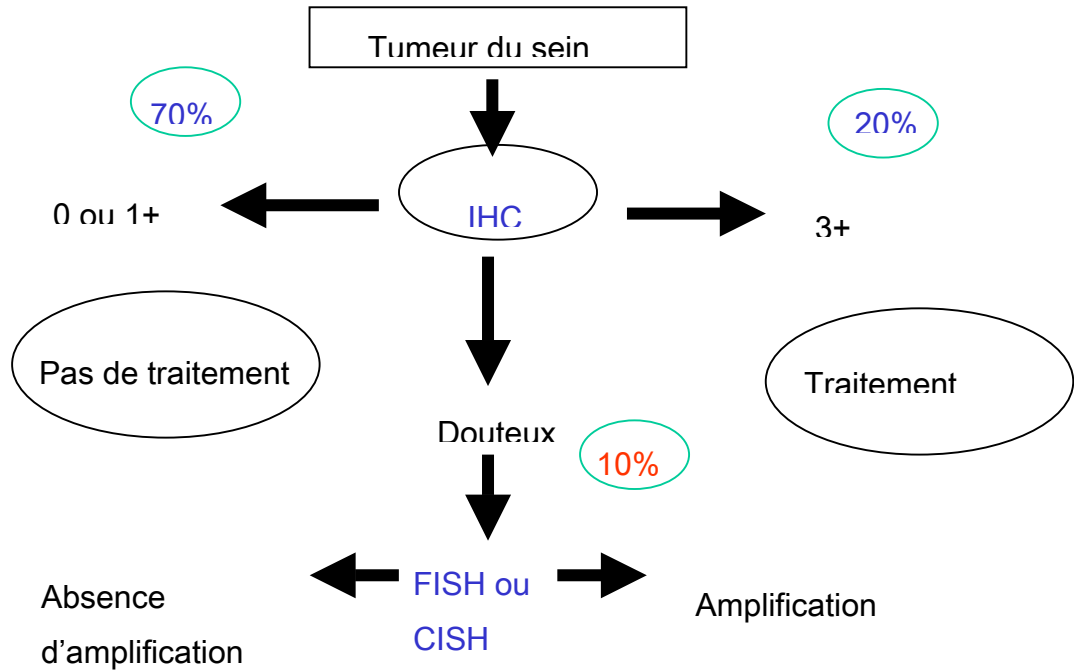 Tumeur du sein
70%
20%
0 ou 1+
IHC
3+
Pas de traitement
Traitement
Douteux
10%
Absence
d’amplification
FISH ou
CISH
Amplification